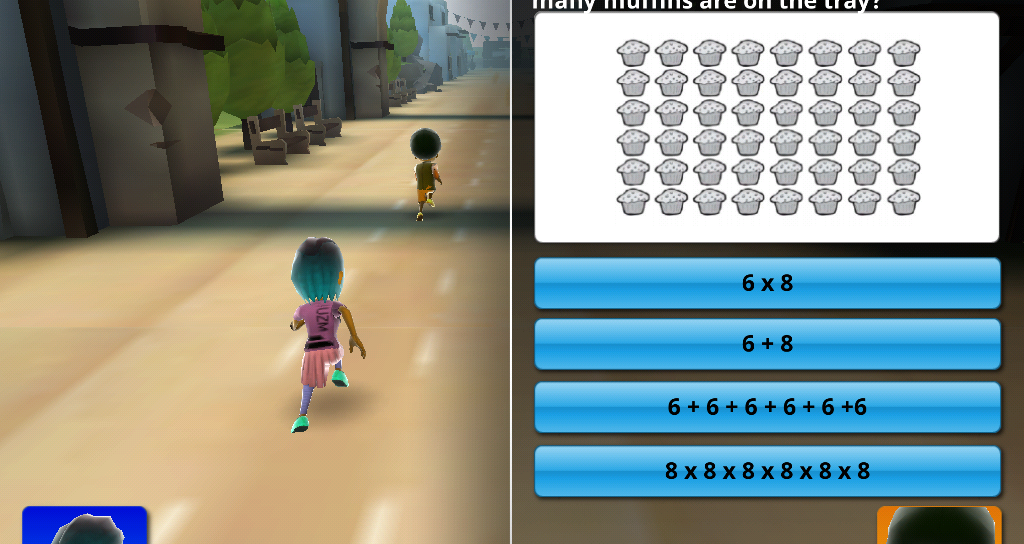 many muffins are on the tray?
UZM
6 x 8
6 + 8
6 + 6 + 6 + 6 + 6 +6
8 x 8 x 8 x 8 x 8 x 8